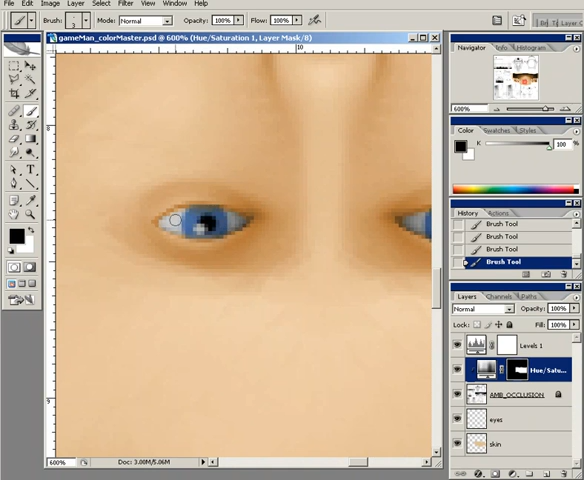 File Edit Image Layer Select Filter View Window Help
Brush: 3 Mode: Normal Opacity: 100% Flow: 100%
gameMan_colorMaster.psd @ 600% (Hue/Saturation 1, Layer Mask/8)
10
Navigator Info Histogram
600%
Color Swatches Styles
K 100 %
History Actions
Brush Tool
Brush Tool
Brush Tool
Brush Tool
Layers Channels Paths
Normal Opacity: 100%
Lock: Fill: 100%
Levels 1
Hue/Satu...
AMB_OCCLUSION
eyes
skin
600% Doc: 3.00M/5.06M